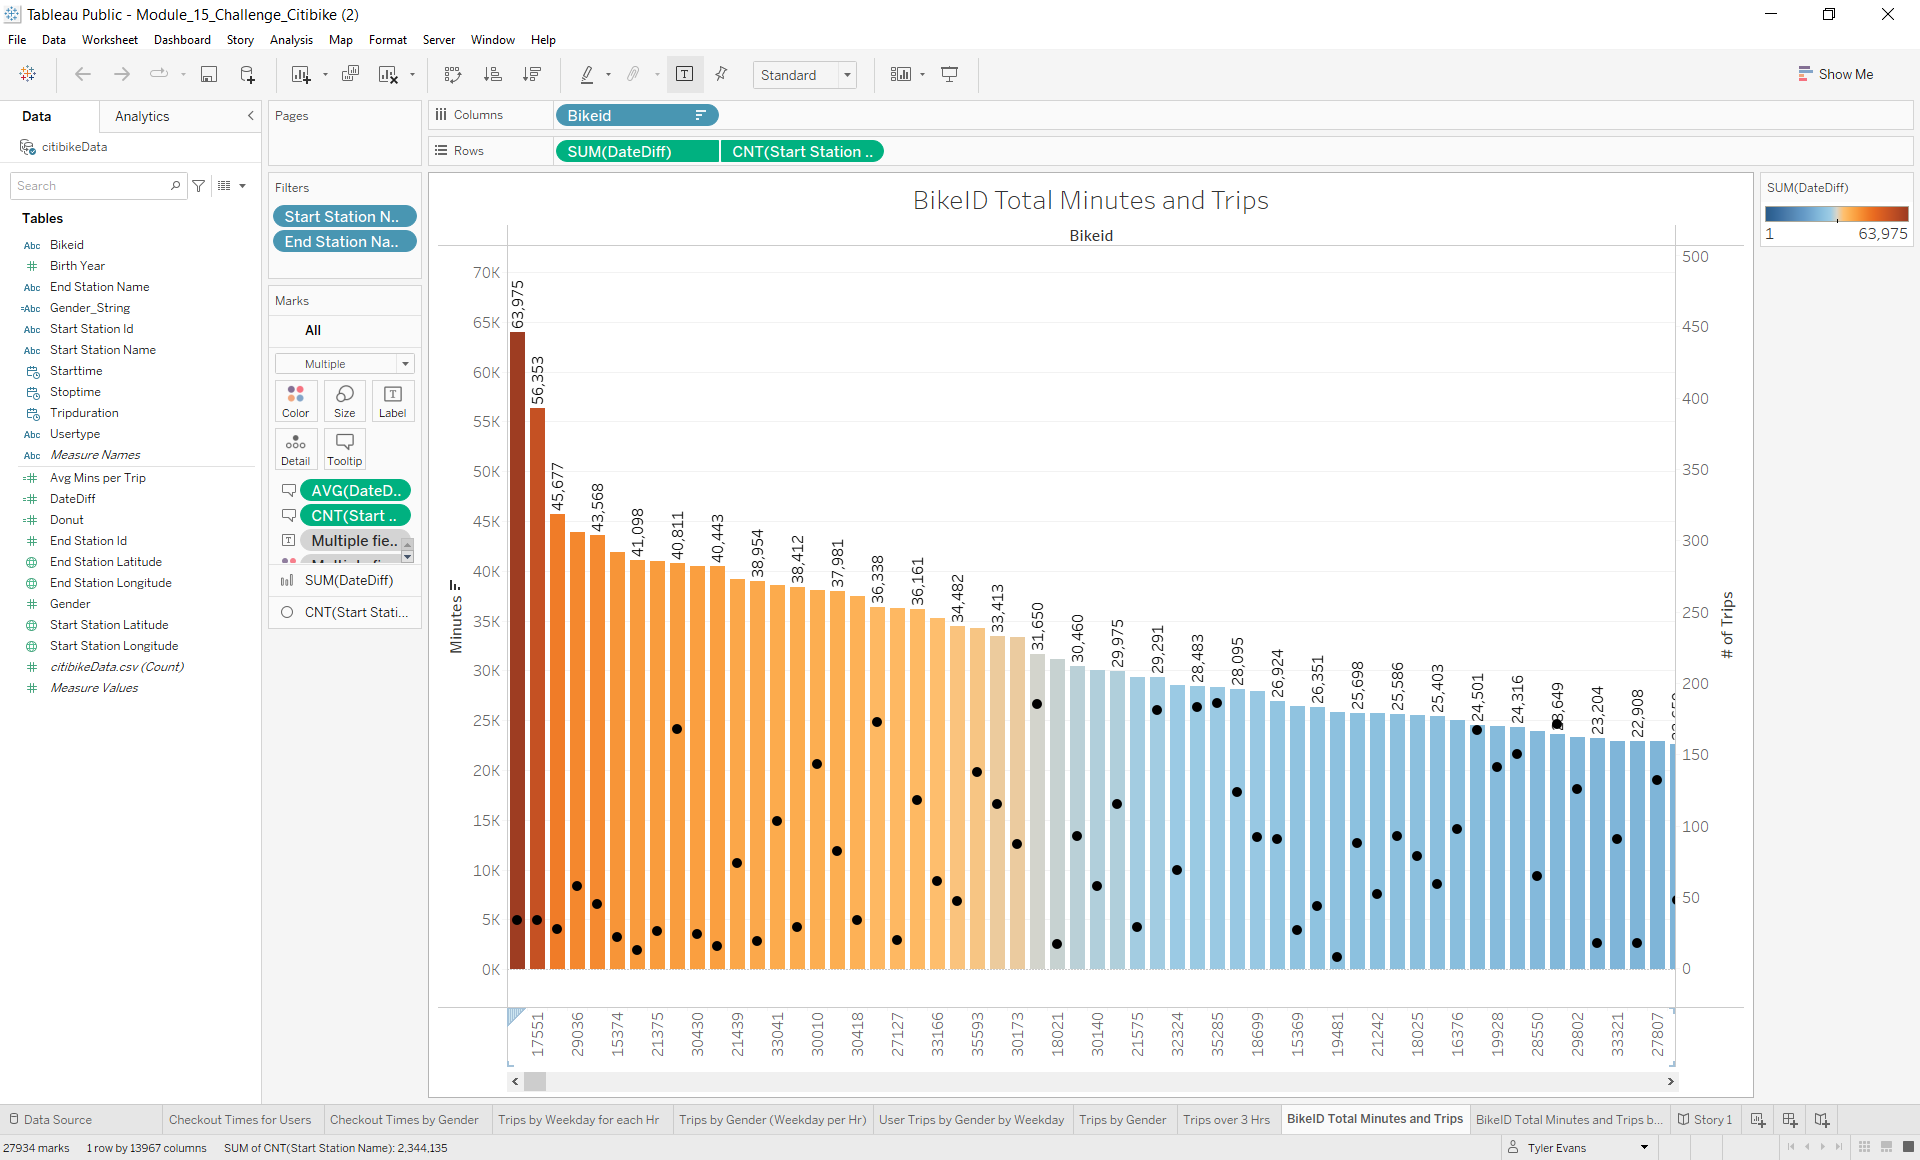 Tableau Public - Module_15_Challenge_Citibike (2)
File Data Worksheet Dashboard Story Analysis Map Format Server Window Help
Standard
Show Me
Data Analytics
citibikeData
Search
Tables
Abc Bikeid
# Birth Year
Abc End Station Name
=Abc Gender_String
Abc Start Station Id
Abc Start Station Name
Starttime
Stoptime
Tripduration
Abc Usertype
Abc Measure Names
=# Avg Mins per Trip
=# DateDiff
=# Donut
# End Station Id
End Station Latitude
End Station Longitude
# Gender
Start Station Latitude
Start Station Longitude
# citibikeData.csv (Count)
# Measure Values
Pages
Filters
Start Station N..
End Station Na..
Marks
All
Multiple
Color Size Label
Detail Tooltip
AVG(DateD..
CNT(Start ..
Multiple fie..
SUM(DateDiff)
CNT(Start Stati...
Columns Bikeid
Rows SUM(DateDiff) CNT(Start Station ..
BikeID Total Minutes and Trips
Bikeid
Minutes
70K
65K
60K
55K
50K
45K
40K
35K
30K
25K
20K
15K
10K
5K
0K
63,975
56,353
45,677
43,568
41,098
40,811
40,443
38,954
38,412
37,981
36,338
36,161
34,482
33,413
31,650
30,460
29,975
29,291
28,483
28,095
26,924
26,351
25,698
25,586
25,403
24,501
24,316
23,649
23,204
22,908
500
450
400
350
300
250
200
150
100
50
0
# of Trips
17551
29036
15374
21375
30430
21439
33041
30010
30418
27127
33166
35593
30173
18021
30140
21575
32324
35285
18699
15369
19481
21242
18025
16376
19928
28550
29802
33321
27807
SUM(DateDiff)
1 63,975
Data Source Checkout Times for Users Checkout Times by Gender Trips by Weekday for each Hr Trips by Gender (Weekday per Hr) User Trips by Gender by Weekday Trips by Gender Trips over 3 Hrs BikeID Total Minutes and Trips BikeID Total Minutes and Trips b... Story 1
27934 marks 1 row by 13967 columns SUM of CNT(Start Station Name): 2,344,135 Tyler Evans